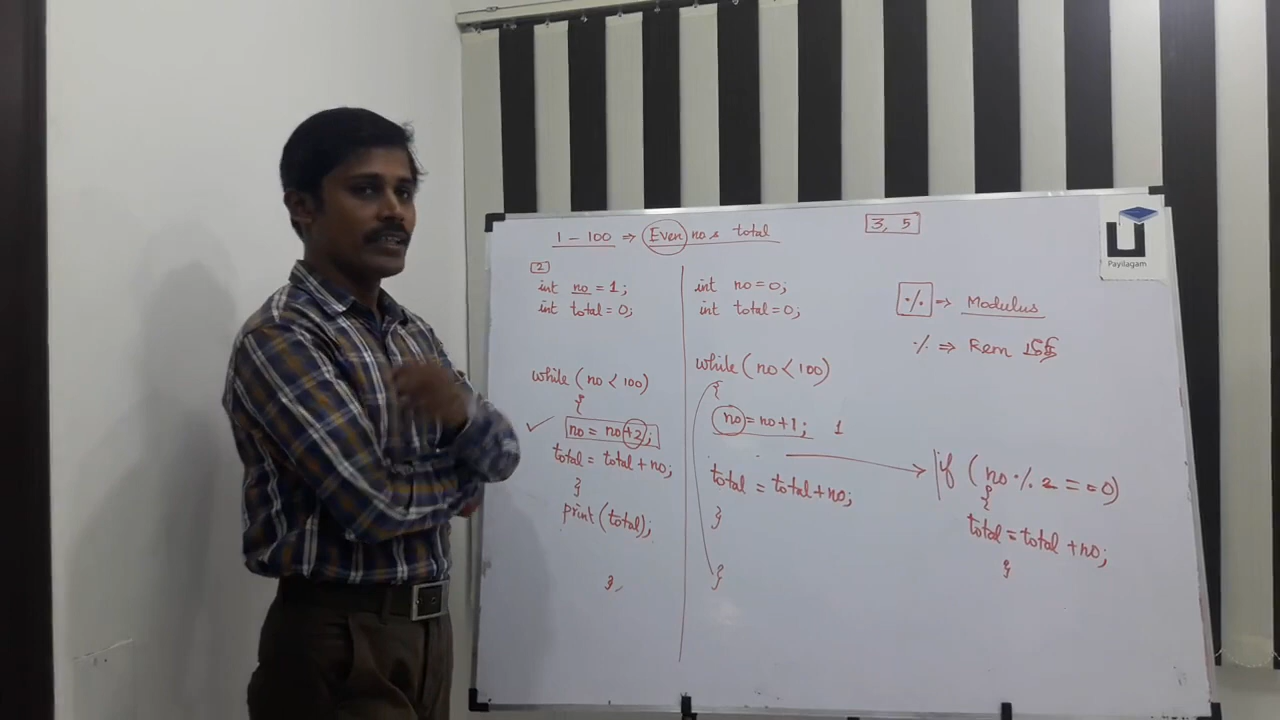 1 - 100 ⇒ Even nos total
3, 5
Payilagam
2
int no = 1;
int total = 0;
while ( no < 100)
{
no = no+2;
total = total + no;
}
print (total);
}
int no = 0;
int total = 0;
while ( no < 100)
{
no = no+1; 1
total = total + no;
}
}
% ⇒ Modulus
% ⇒ Rem
if ( no % 2 = = 0)
{
total = total + no;
}